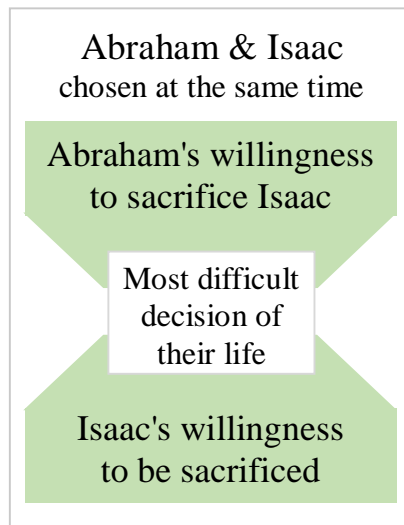 Abraham & Isaac
chosen at the same time
Abraham's willingness
to sacrifice Isaac
Most difficult
decision of
their life
Isaac's willingness
to be sacrificed